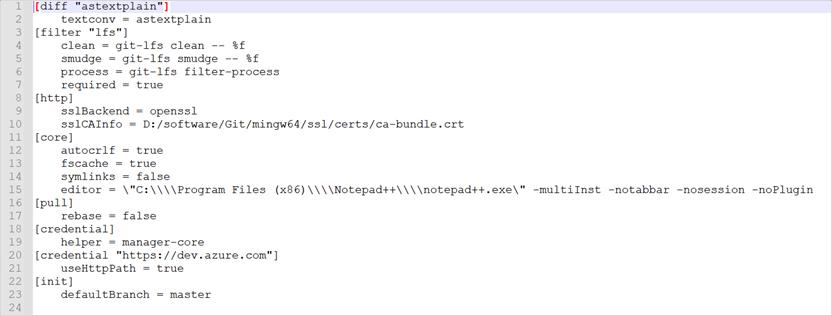 1 [diff "astextplain"]
2 textconv = astextplain
3 [filter "lfs"]
4 clean = git-lfs clean -- %f
5 smudge = git-lfs smudge -- %f
6 process = git-lfs filter-process
7 required = true
8 [http]
9 sslBackend = openssl
10 sslCAInfo = D:/software/Git/mingw64/ssl/certs/ca-bundle.crt
11 [core]
12 autocrlf = true
13 fscache = true
14 symlinks = false
15 editor = \"C:\\\\Program Files (x86)\\\\Notepad++\\\\notepad++.exe\" -multiInst -notabbar -nosession -noPlugin
16 [pull]
17 rebase = false
18 [credential]
19 helper = manager-core
20 [credential "https://dev.azure.com"]
21 useHttpPath = true
22 [init]
23 defaultBranch = master
24